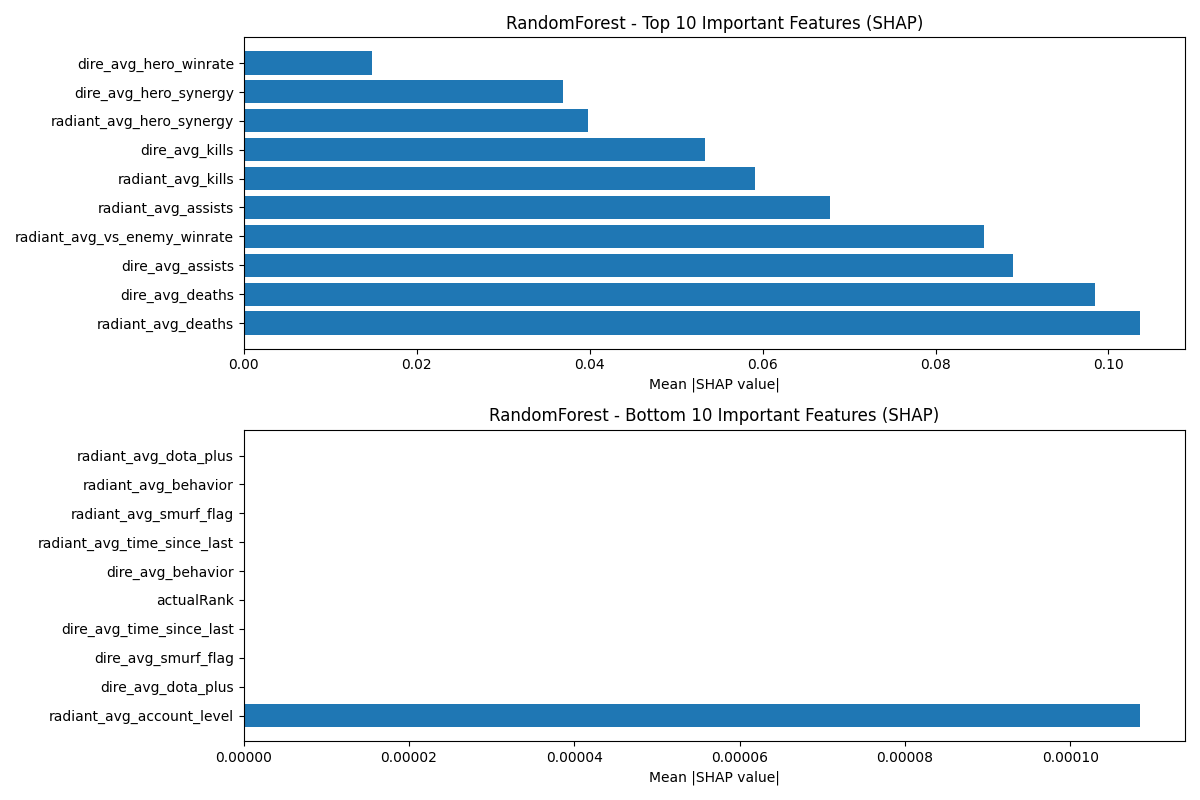 RandomForest - Top 10 Important Features (SHAP)
dire_avg_hero_winrate
dire_avg_hero_synergy
radiant_avg_hero_synergy
dire_avg_kills
radiant_avg_kills
radiant_avg_assists
radiant_avg_vs_enemy_winrate
dire_avg_assists
dire_avg_deaths
radiant_avg_deaths
0.00 0.02 0.04 0.06 0.08 0.10
Mean |SHAP value|
RandomForest - Bottom 10 Important Features (SHAP)
radiant_avg_dota_plus
radiant_avg_behavior
radiant_avg_smurf_flag
radiant_avg_time_since_last
dire_avg_behavior
actualRank
dire_avg_time_since_last
dire_avg_smurf_flag
dire_avg_dota_plus
radiant_avg_account_level
0.00000 0.00002 0.00004 0.00006 0.00008 0.00010
Mean |SHAP value|